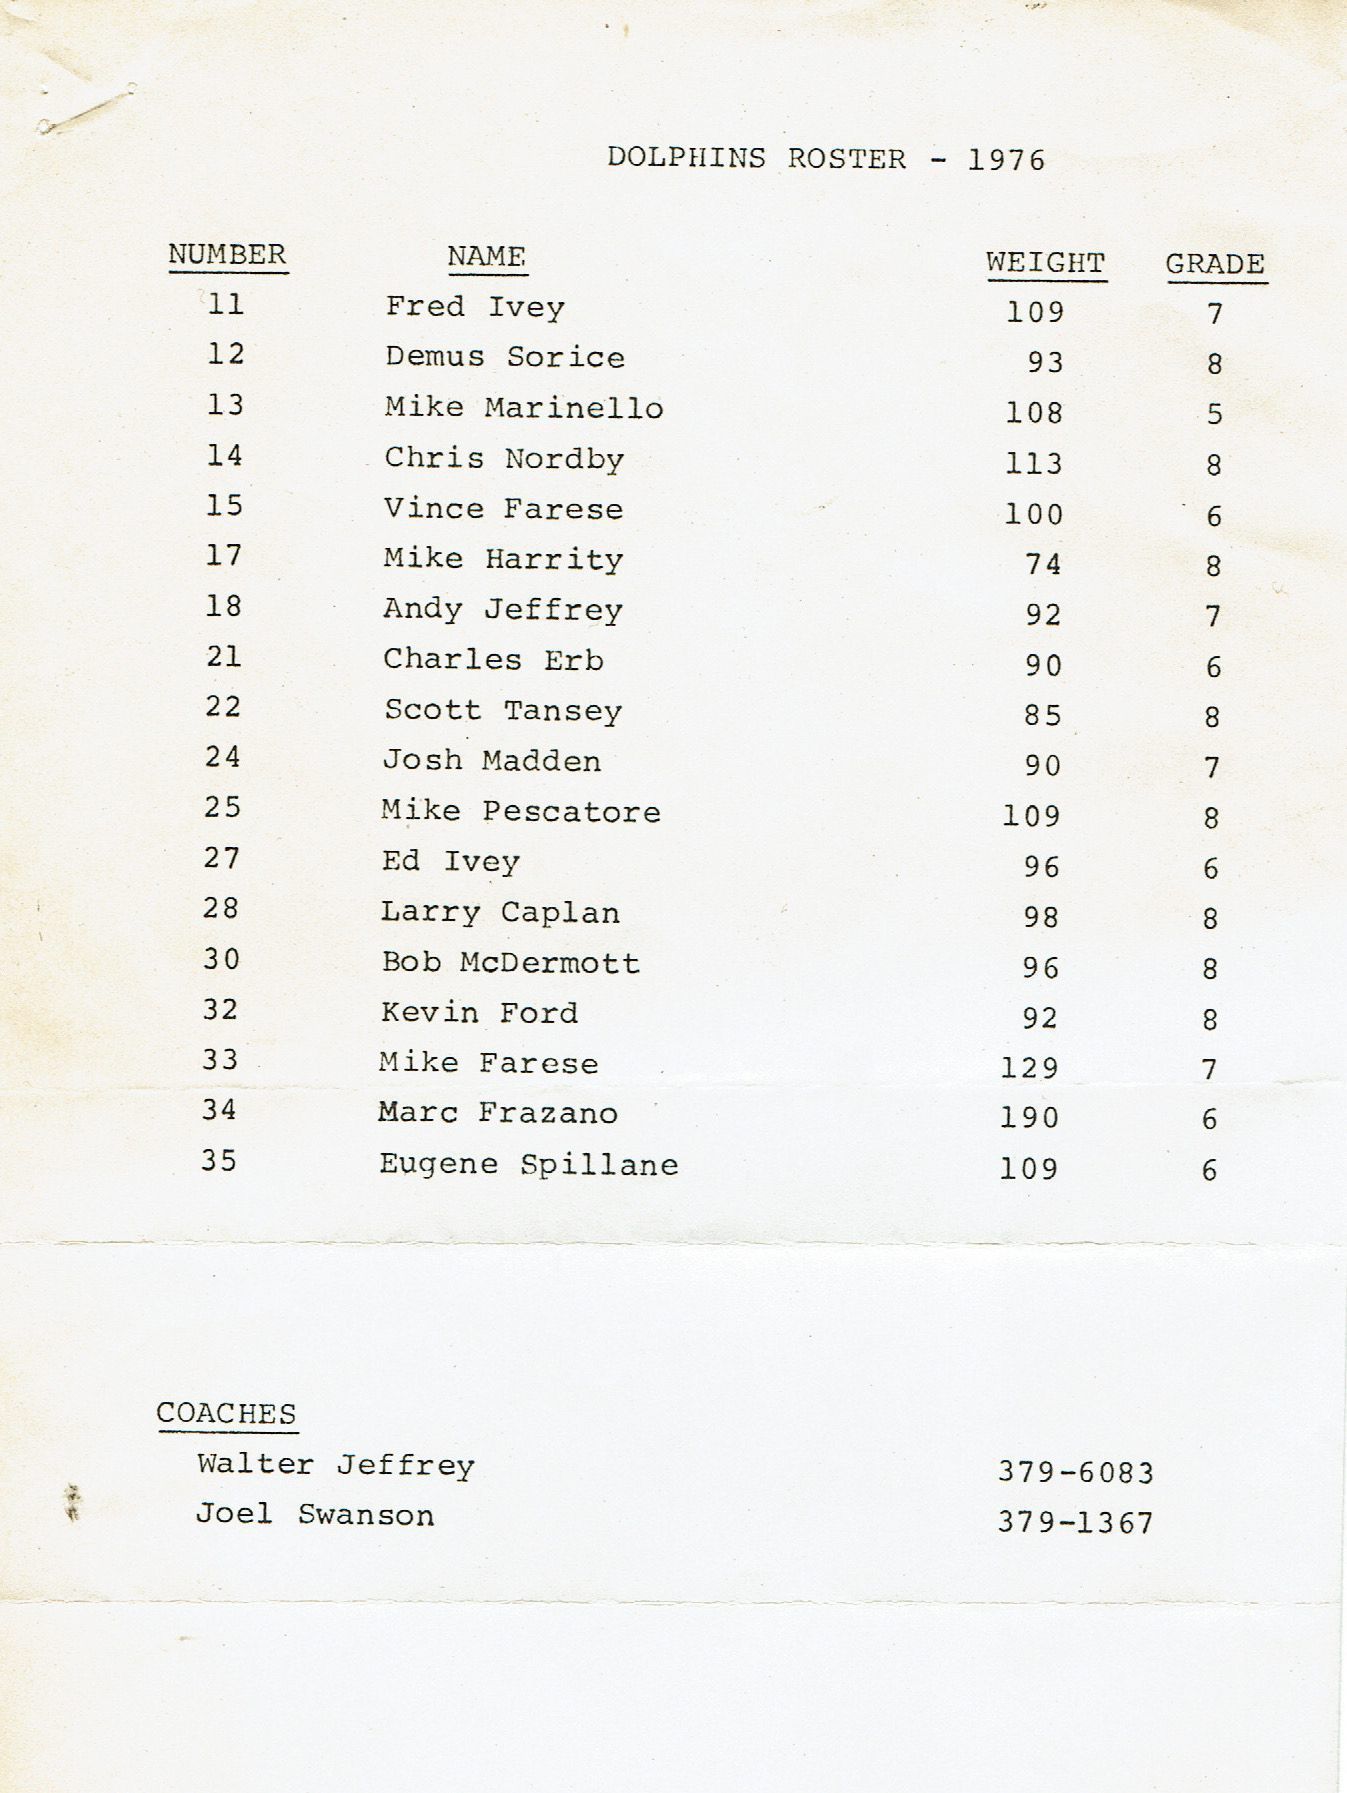 DOLPHINS ROSTER - 1976
NUMBER NAME WEIGHT GRADE
11 Fred Ivey 109 7
12 Demus Sorice 93 8
13 Mike Marinello 108 5
14 Chris Nordby 113 8
15 Vince Farese 100 6
17 Mike Harrity 74 8
18 Andy Jeffrey 92 7
21 Charles Erb 90 6
22 Scott Tansey 85 8
24 Josh Madden 90 7
25 Mike Pescatore 109 8
27 Ed Ivey 96 6
28 Larry Caplan 98 8
30 Bob McDermott 96 8
32 Kevin Ford 92 8
33 Mike Farese 129 7
34 Marc Frazano 190 6
35 Eugene Spillane 109 6
COACHES
Walter Jeffrey 379-6083
Joel Swanson 379-1367